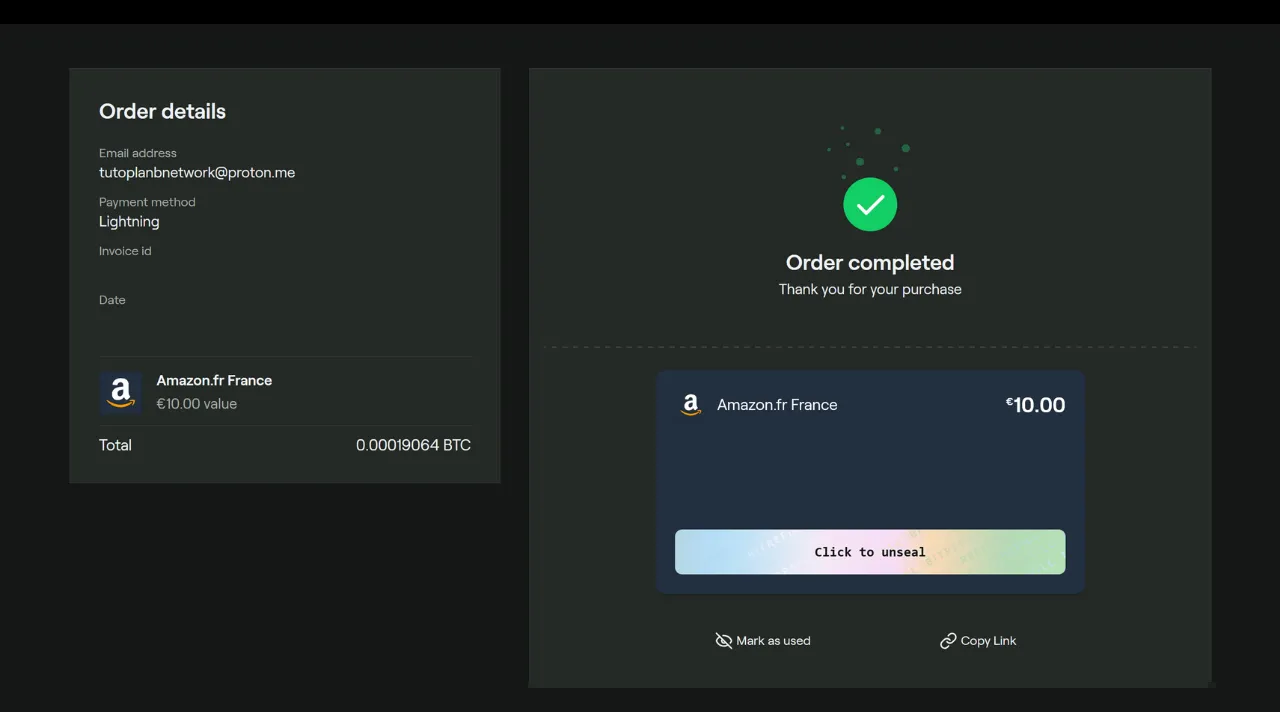 Order details
Email address
tutoplanbnetwork@proton.me
Payment method
Lightning
Invoice id
Date
Amazon.fr France
€10.00 value
Total 0.00019064 BTC
Order completed
Thank you for your purchase
Amazon.fr France €10.00
Click to unseal
Mark as used Copy Link